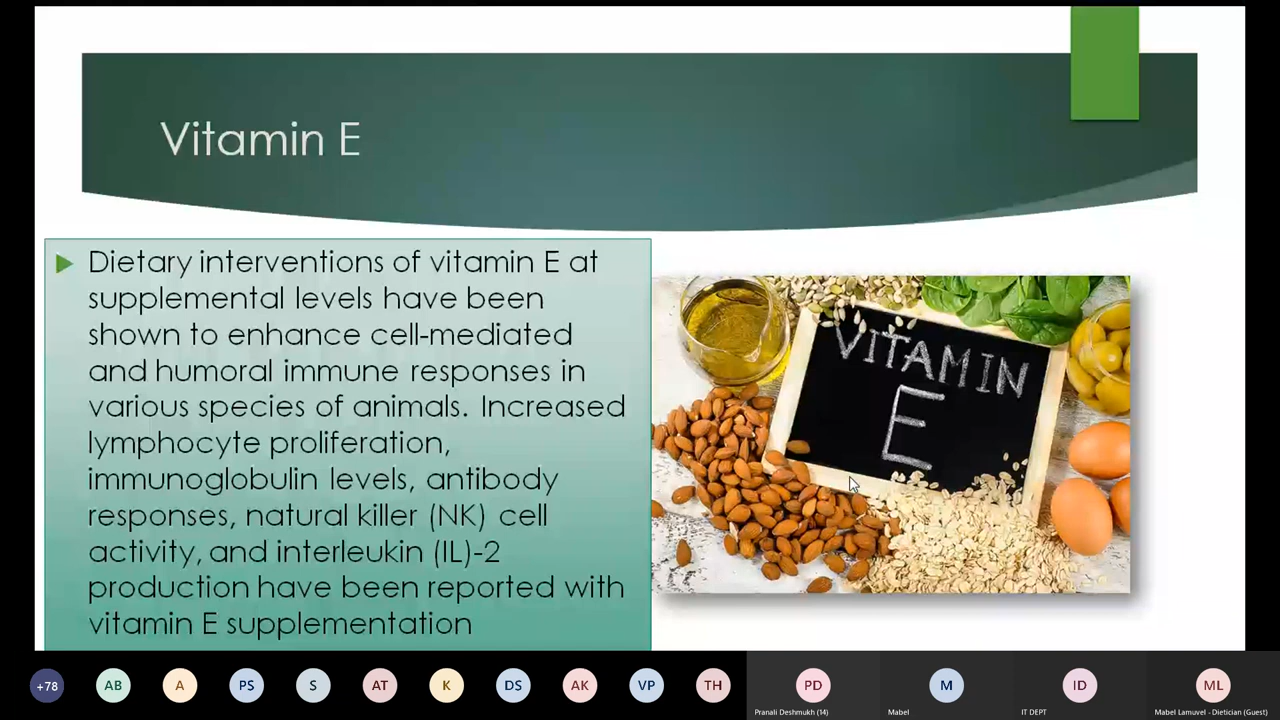 Vitamin E
Dietary interventions of vitamin E at
supplemental levels have been
shown to enhance cell-mediated
and humoral immune responses in
various species of animals. Increased
lymphocyte proliferation,
immunoglobulin levels, antibody
responses, natural killer (NK) cell
activity, and interleukin (IL)-2
production have been reported with
vitamin E supplementation
VITAMIN
E
+78 AB A PS S AT K DS AK VP TH PD M ID ML
Pranali Deshmukh (14) Mabel IT DEPT Mabel Lamuvel - Dietician (Guest)